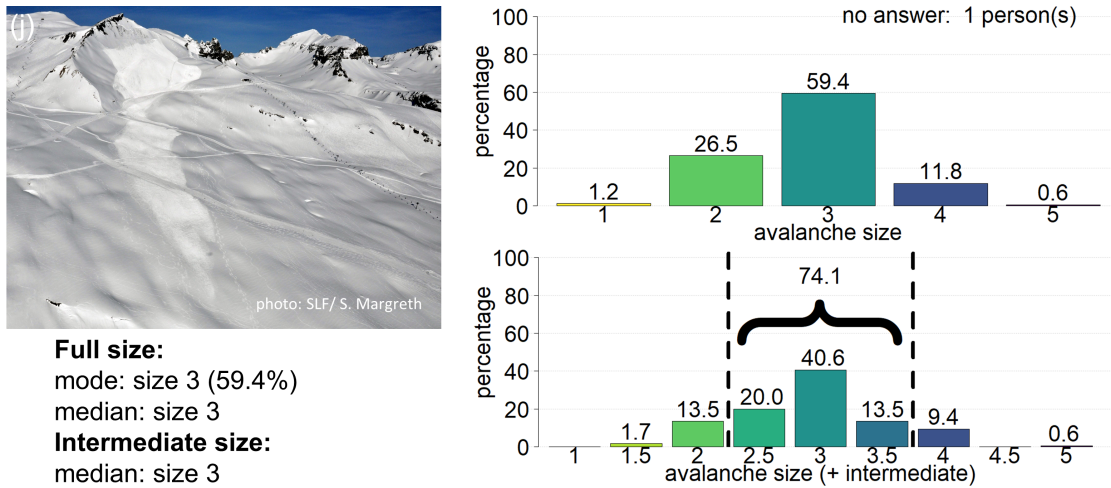 (j)
photo: SLF/ S. Margreth
Full size:
mode: size 3 (59.4%)
median: size 3
Intermediate size:
median: size 3
no answer: 1 person(s)
percentage
100
80
60
40
20
0
1.2
26.5
59.4
11.8
0.6
1 2 3 4 5
avalanche size
percentage
100
80
60
40
20
0
74.1
1.7
13.5
20.0
40.6
13.5
9.4
0.6
1 1.5 2 2.5 3 3.5 4 4.5 5
avalanche size (+ intermediate)